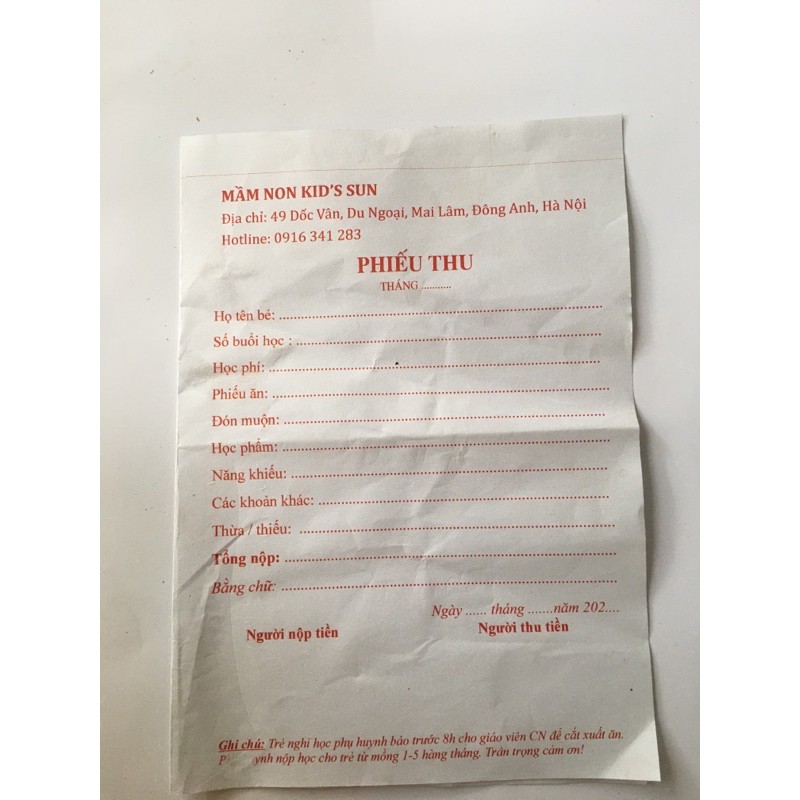 MẦM NON KID'S SUN
Địa chỉ: 49 Dốc Vân, Du Ngoại, Mai Lâm, Đông Anh, Hà Nội
Hotline: 0916 341 283
PHIẾU THU
THÁNG ...........
Họ tên bé: ....................................................................................
Số buổi học : ................................................................................
Học phí: .......................................................................................
Phiếu ăn: ......................................................................................
Đón muộn: ...................................................................................
Học phẩm: ....................................................................................
Năng khiếu: ..................................................................................
Các khoản khác: ...........................................................................
Thừa / thiếu: ................................................................................
Tổng nộp: .....................................................................................
Bằng chữ: .....................................................................................
Ngày ...... tháng .......năm 202....
Người nộp tiền Người thu tiền
Ghi chú: Trẻ nghỉ học phụ huynh báo trước 8h cho giáo viên CN để cắt xuất ăn.
P ynh nộp học cho trẻ từ mồng 1-5 hàng tháng. Trân trọng cảm ơn!